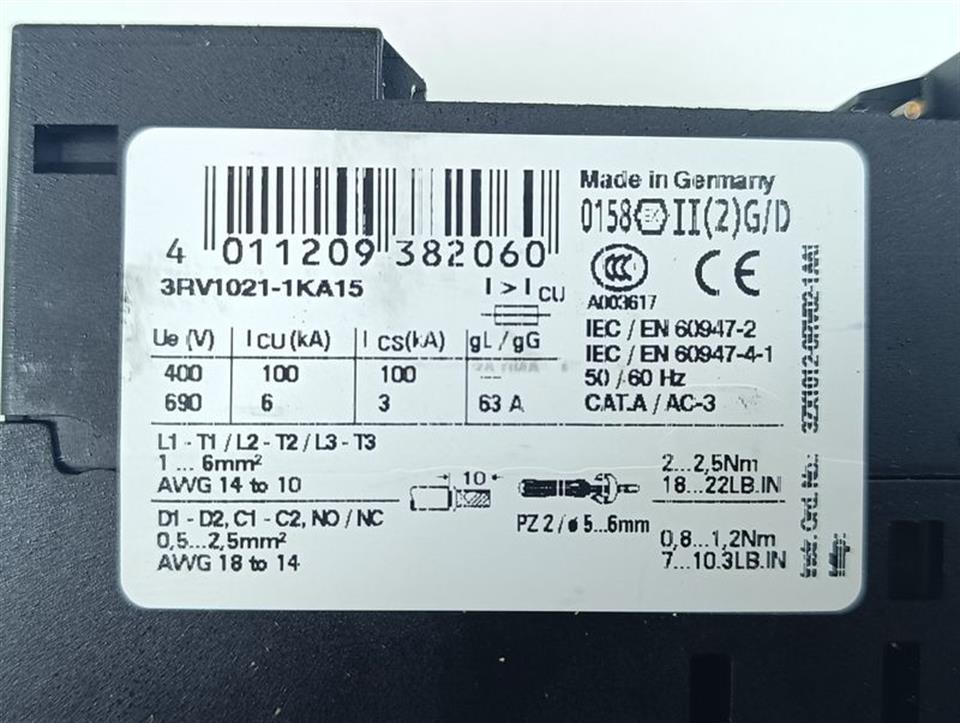 4 011209 382060
3RV1021-1KA15
I > I CU
Made in Germany
0158 Ex II(2)G/D
CCC CE
A003617
IEC / EN 60947-2
IEC / EN 60947-4-1
50 / 60 Hz
CAT.A / AC-3
Ue (V) I CU (kA) I CS(kA) gL / gG
400 100 100 ---
690 6 3 63 A
L1 - T1 / L2 - T2 / L3 - T3
1 ... 6mm²
AWG 14 to 10
10
PZ 2 / ø 5...6mm
2...2,5Nm
18...22LB.IN
D1 - D2, C1 - C2, NO / NC
0,5...2,5mm²
AWG 18 to 14
0,8...1,2Nm
7...10.3LB.IN